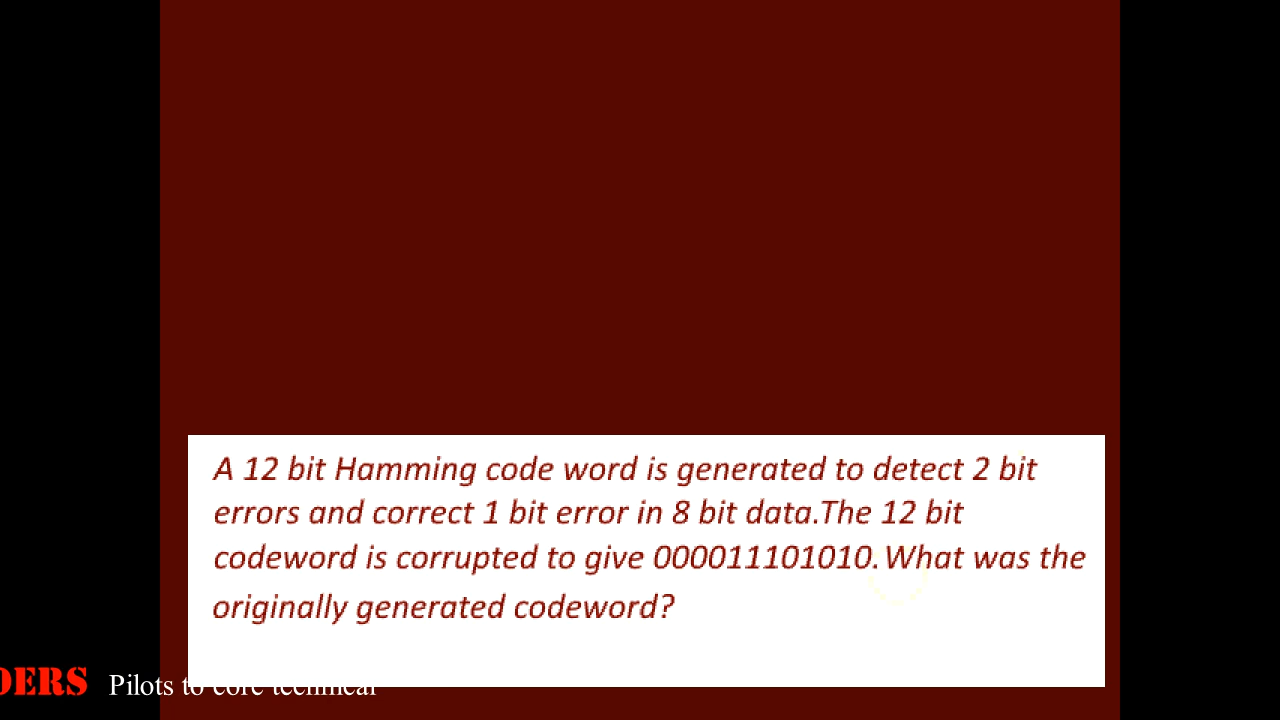 A 12 bit Hamming code word is generated to detect 2 bit
errors and correct 1 bit error in 8 bit data.The 12 bit
codeword is corrupted to give 000011101010. What was the
originally generated codeword?
DERS Pilots to core technical